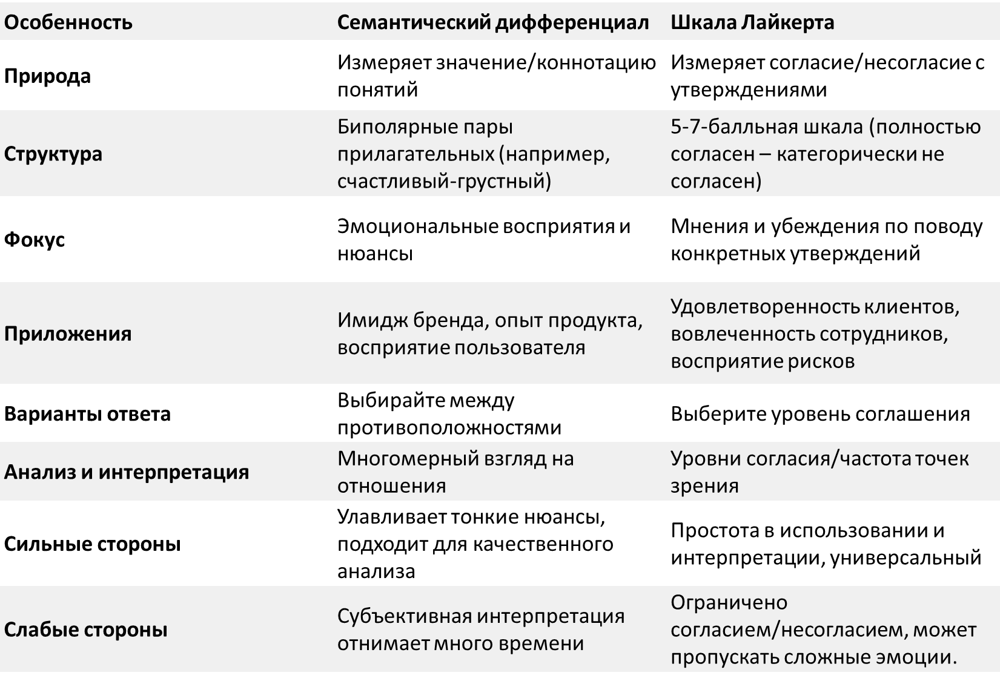 Особенность Семантический дифференциал Шкала Лайкерта
Природа
Измеряет значение/коннотацию
понятий
Измеряет согласие/несогласие с
утверждениями
Структура
Биполярные пары
прилагательных (например,
счастливый-грустный)
5-7-балльная шкала (полностью
согласен – категорически не
согласен)
Фокус
Эмоциональные восприятия и
нюансы
Мнения и убеждения по поводу
конкретных утверждений
Приложения
Имидж бренда, опыт продукта,
восприятие пользователя
Удовлетворенность клиентов,
вовлеченность сотрудников,
восприятие рисков
Варианты ответа
Выбирайте между
противоположностями
Выберите уровень соглашения
Анализ и интерпретация
Многомерный взгляд на
отношения
Уровни согласия/частота точек
зрения
Сильные стороны
Улавливает тонкие нюансы,
подходит для качественного
анализа
Простота в использовании и
интерпретации, универсальный
Слабые стороны
Субъективная интерпретация
отнимает много времени
Ограничено
согласием/несогласием, может
пропускать сложные эмоции.